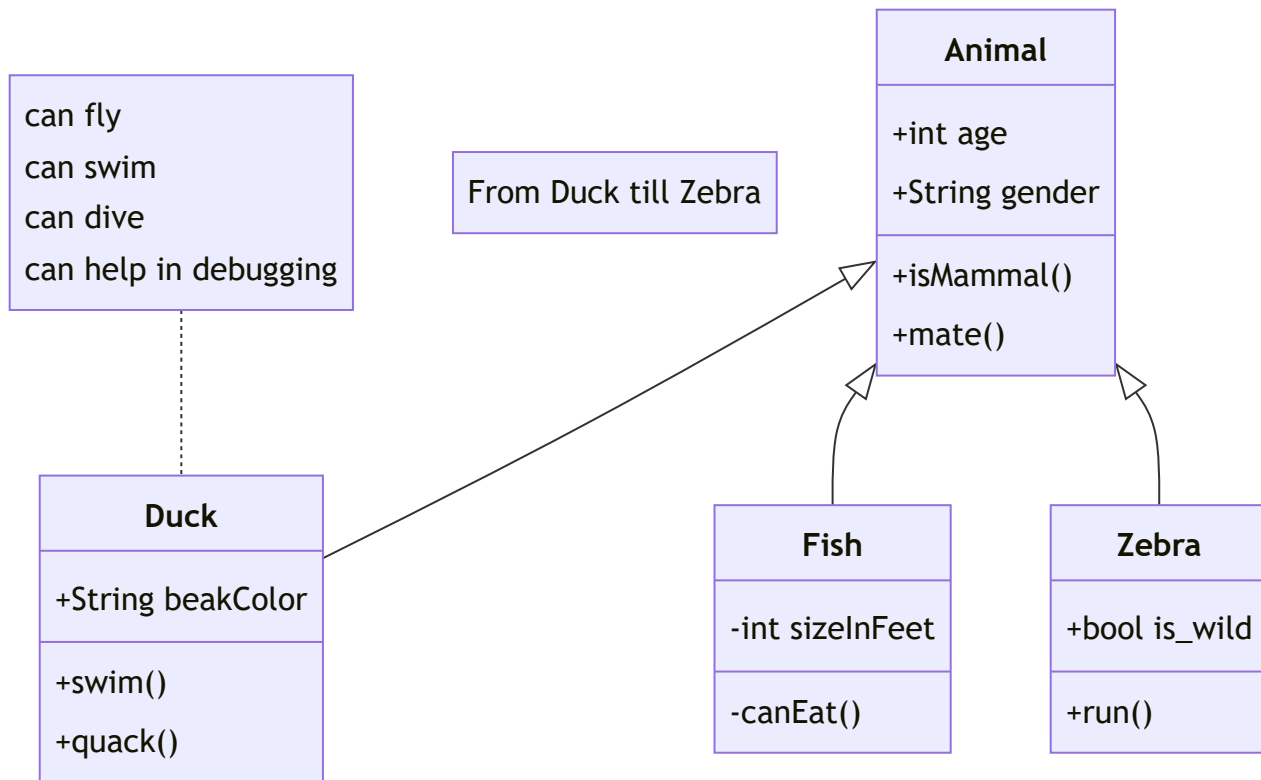 can fly
can swim
can dive
can help in debugging
From Duck till Zebra
Animal
+int age
+String gender
+isMammal()
+mate()
Duck
+String beakColor
+swim()
+quack()
Fish
-int sizeInFeet
-canEat()
Zebra
+bool is_wild
+run()